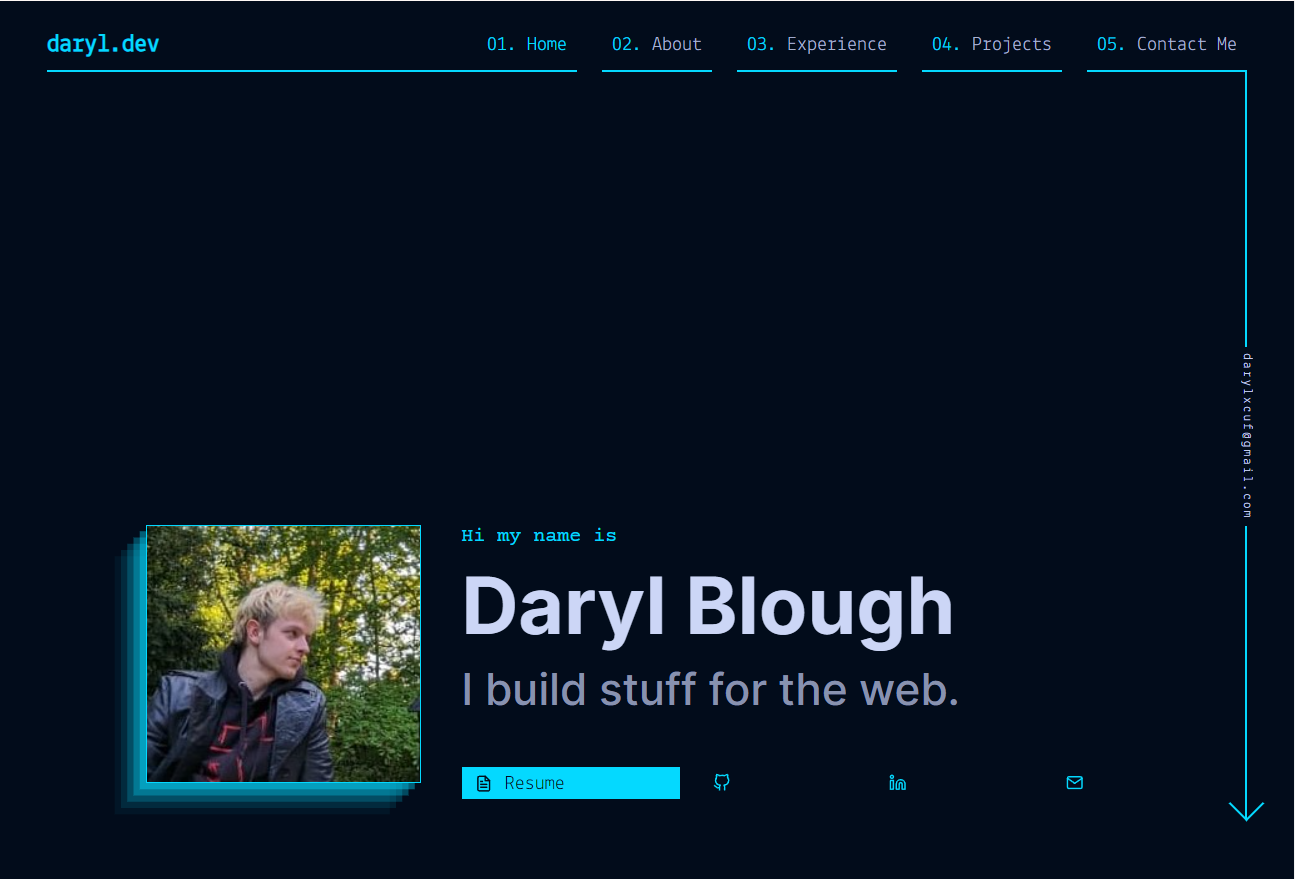 daryl.dev
01. Home
02. About
03. Experience
04. Projects
05. Contact Me
darylxcuf@gmail.com
Hi my name is
Daryl Blough
I build stuff for the web.
Resume